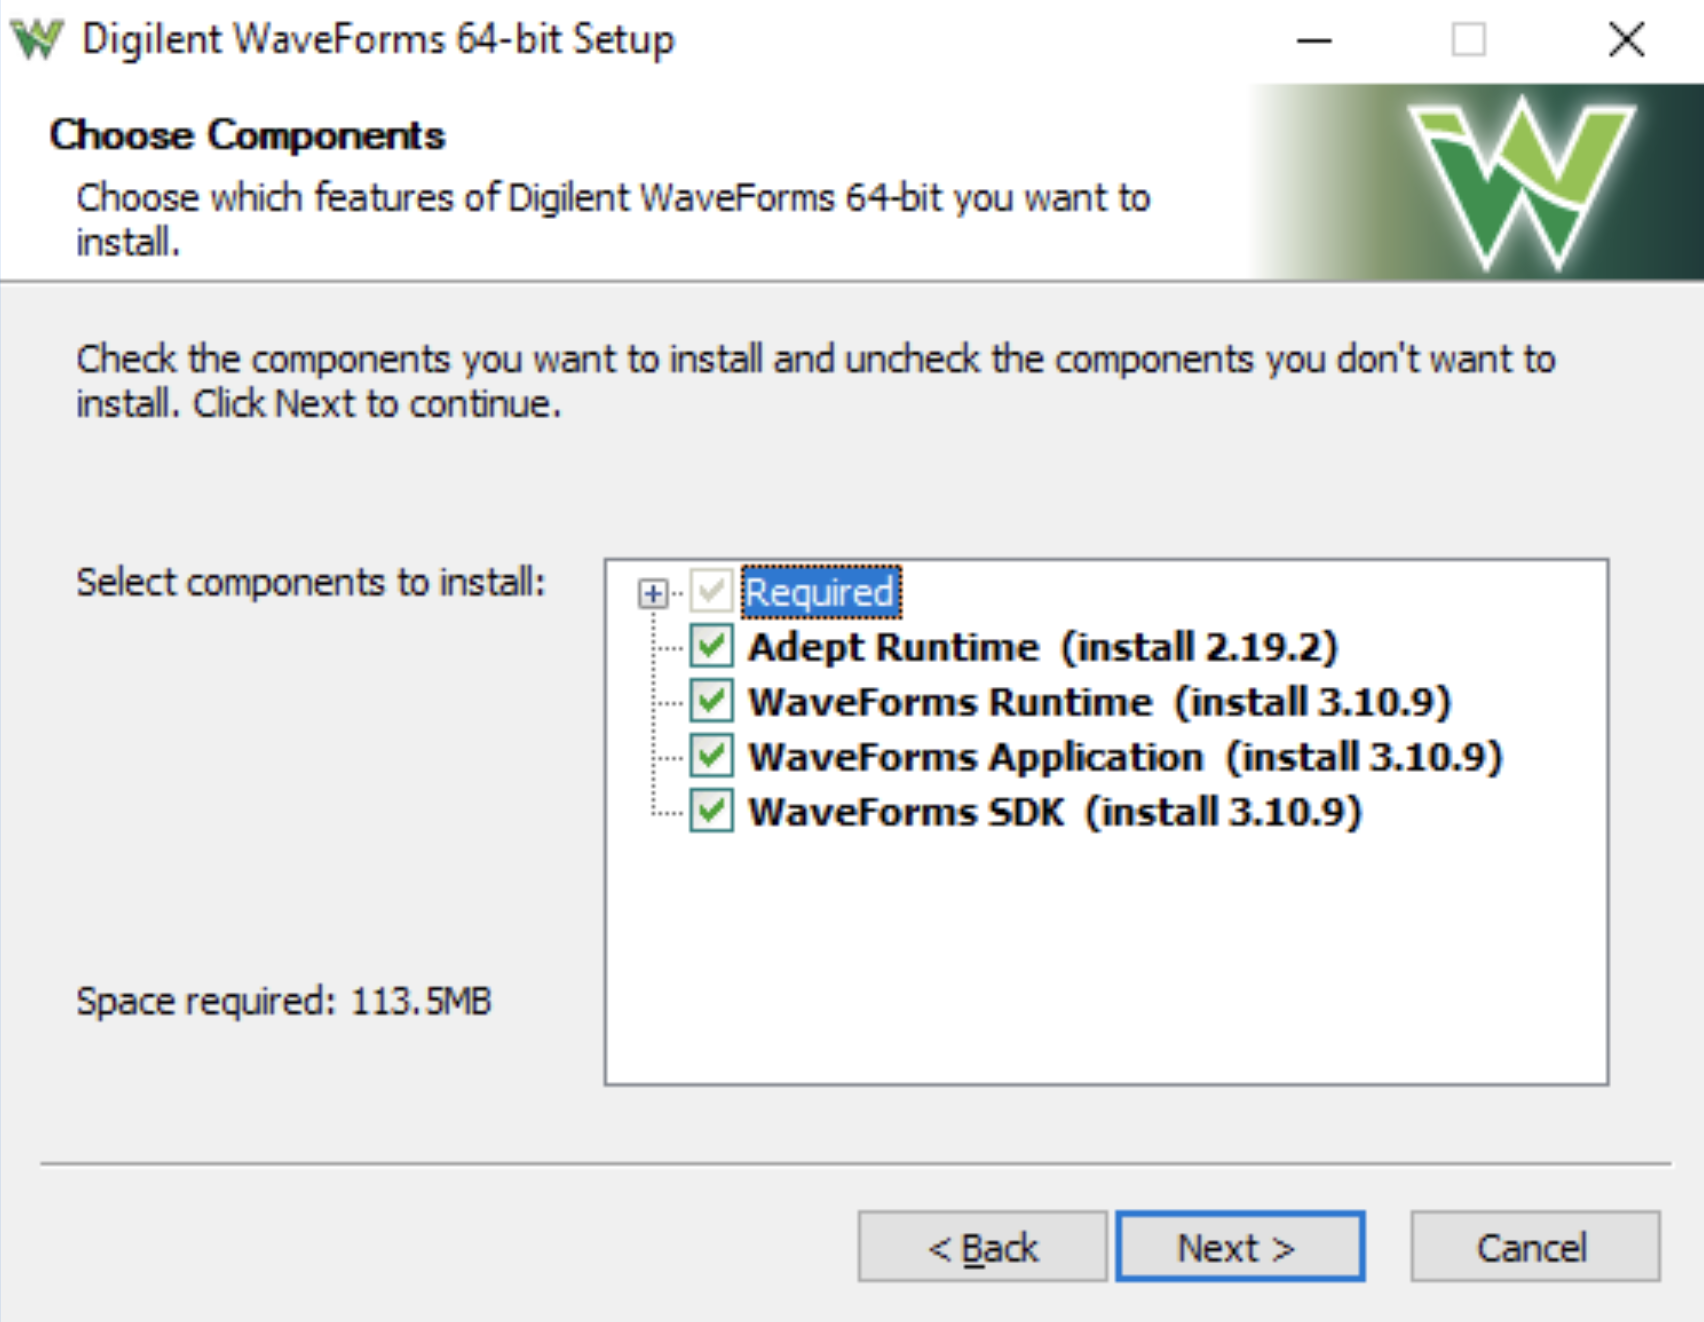 Digilent WaveForms 64-bit Setup
Choose Components
Choose which features of Digilent WaveForms 64-bit you want to
install.
Check the components you want to install and uncheck the components you don't want to
install. Click Next to continue.
Select components to install:
Required
Adept Runtime (install 2.19.2)
WaveForms Runtime (install 3.10.9)
WaveForms Application (install 3.10.9)
WaveForms SDK (install 3.10.9)
Space required: 113.5MB
< Back
Next >
Cancel